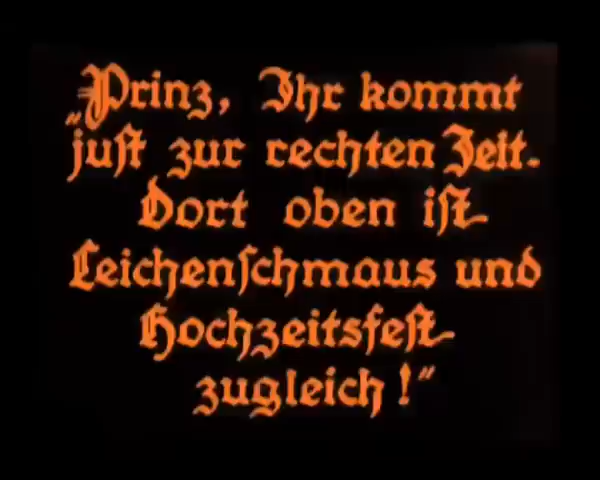 „Prinz, Ihr kommt
just zur rechten Zeit.
Dort oben ist
Leichenschmaus und
Hochzeitsfest
zugleich!“